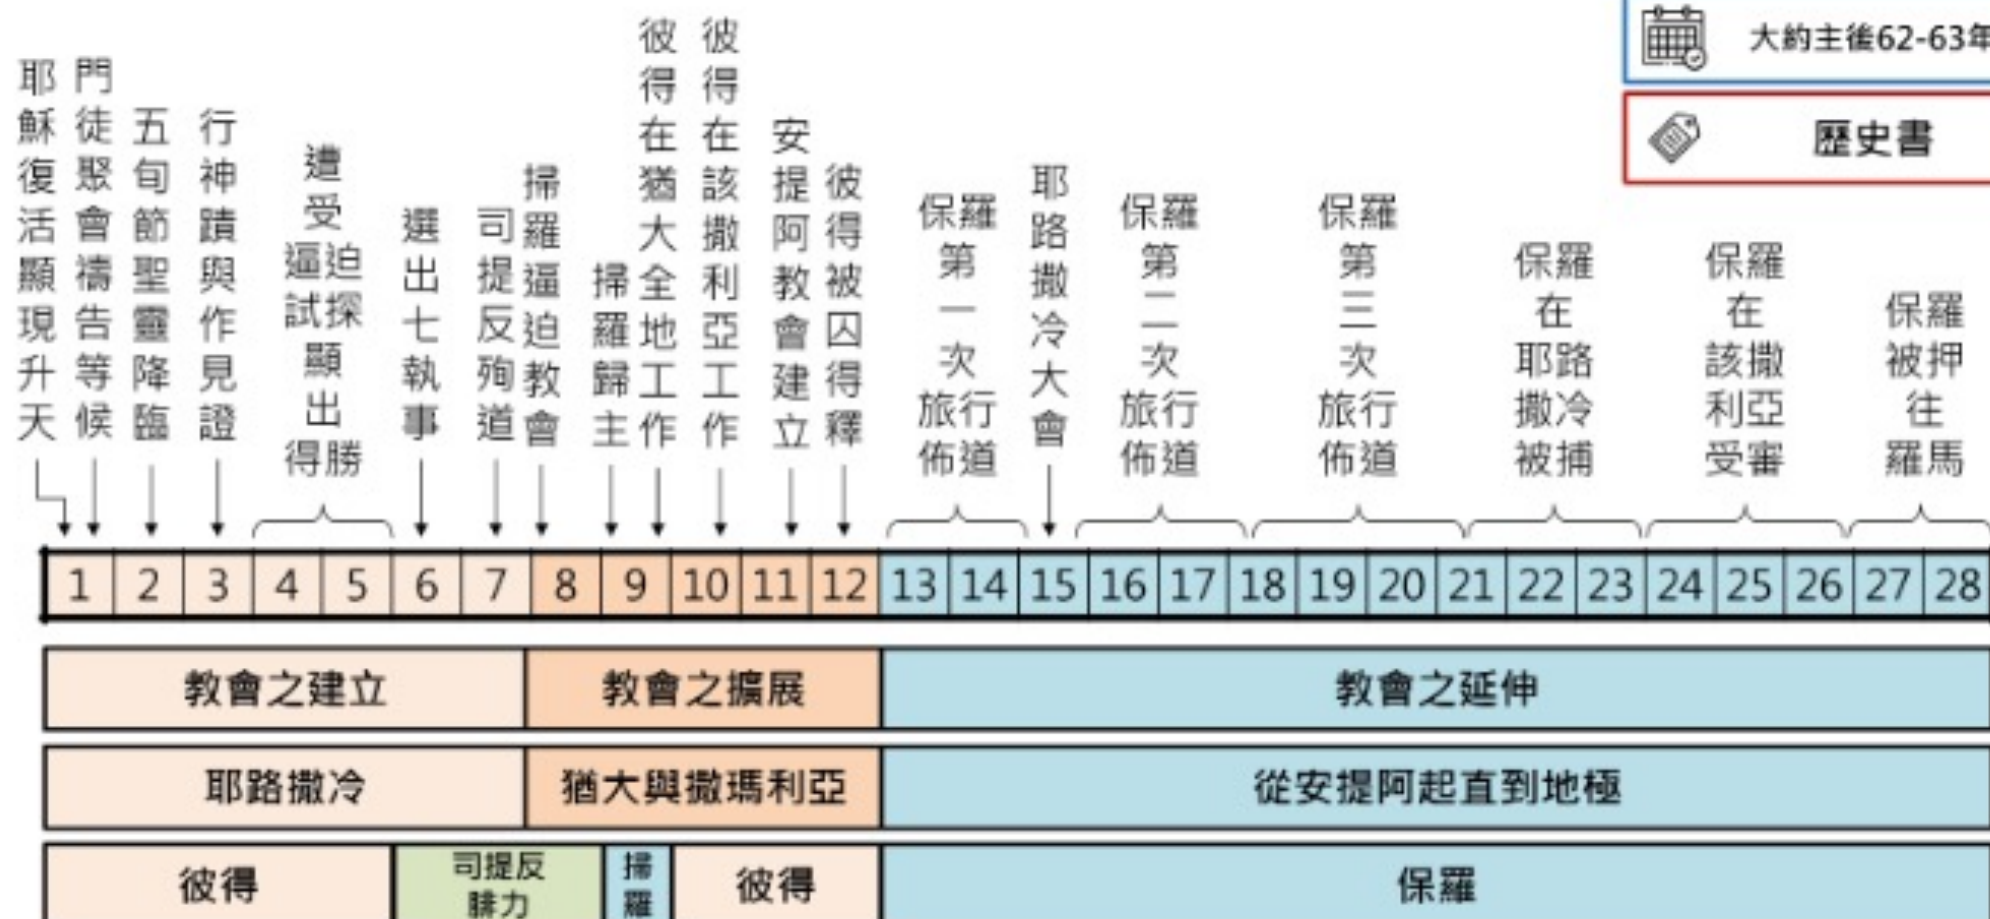 大約主後62-63年
歷史書
耶穌復活顯現升天
門徒聚會禱告等候
五旬節聖靈降臨
行神蹟與作見證
遭受逼迫試探顯出得勝
選出七執事
司提反殉道
掃羅逼迫教會
掃羅歸主
彼得在猶大全地工作
彼得在該撒利亞工作
安提阿教會建立
彼得被囚得釋
保羅第一次旅行佈道
耶路撒冷大會
保羅第二次旅行佈道
保羅第三次旅行佈道
保羅在耶路撒冷被捕
保羅在該撒利亞受審
保羅被押往羅馬
1 2 3 4 5 6 7 8 9 10 11 12 13 14 15 16 17 18 19 20 21 22 23 24 25 26 27 28
教會之建立 教會之擴展 教會之延伸
耶路撒冷 猶大與撒瑪利亞 從安提阿起直到地極
彼得 司提反 腓力 掃羅 彼得 保羅